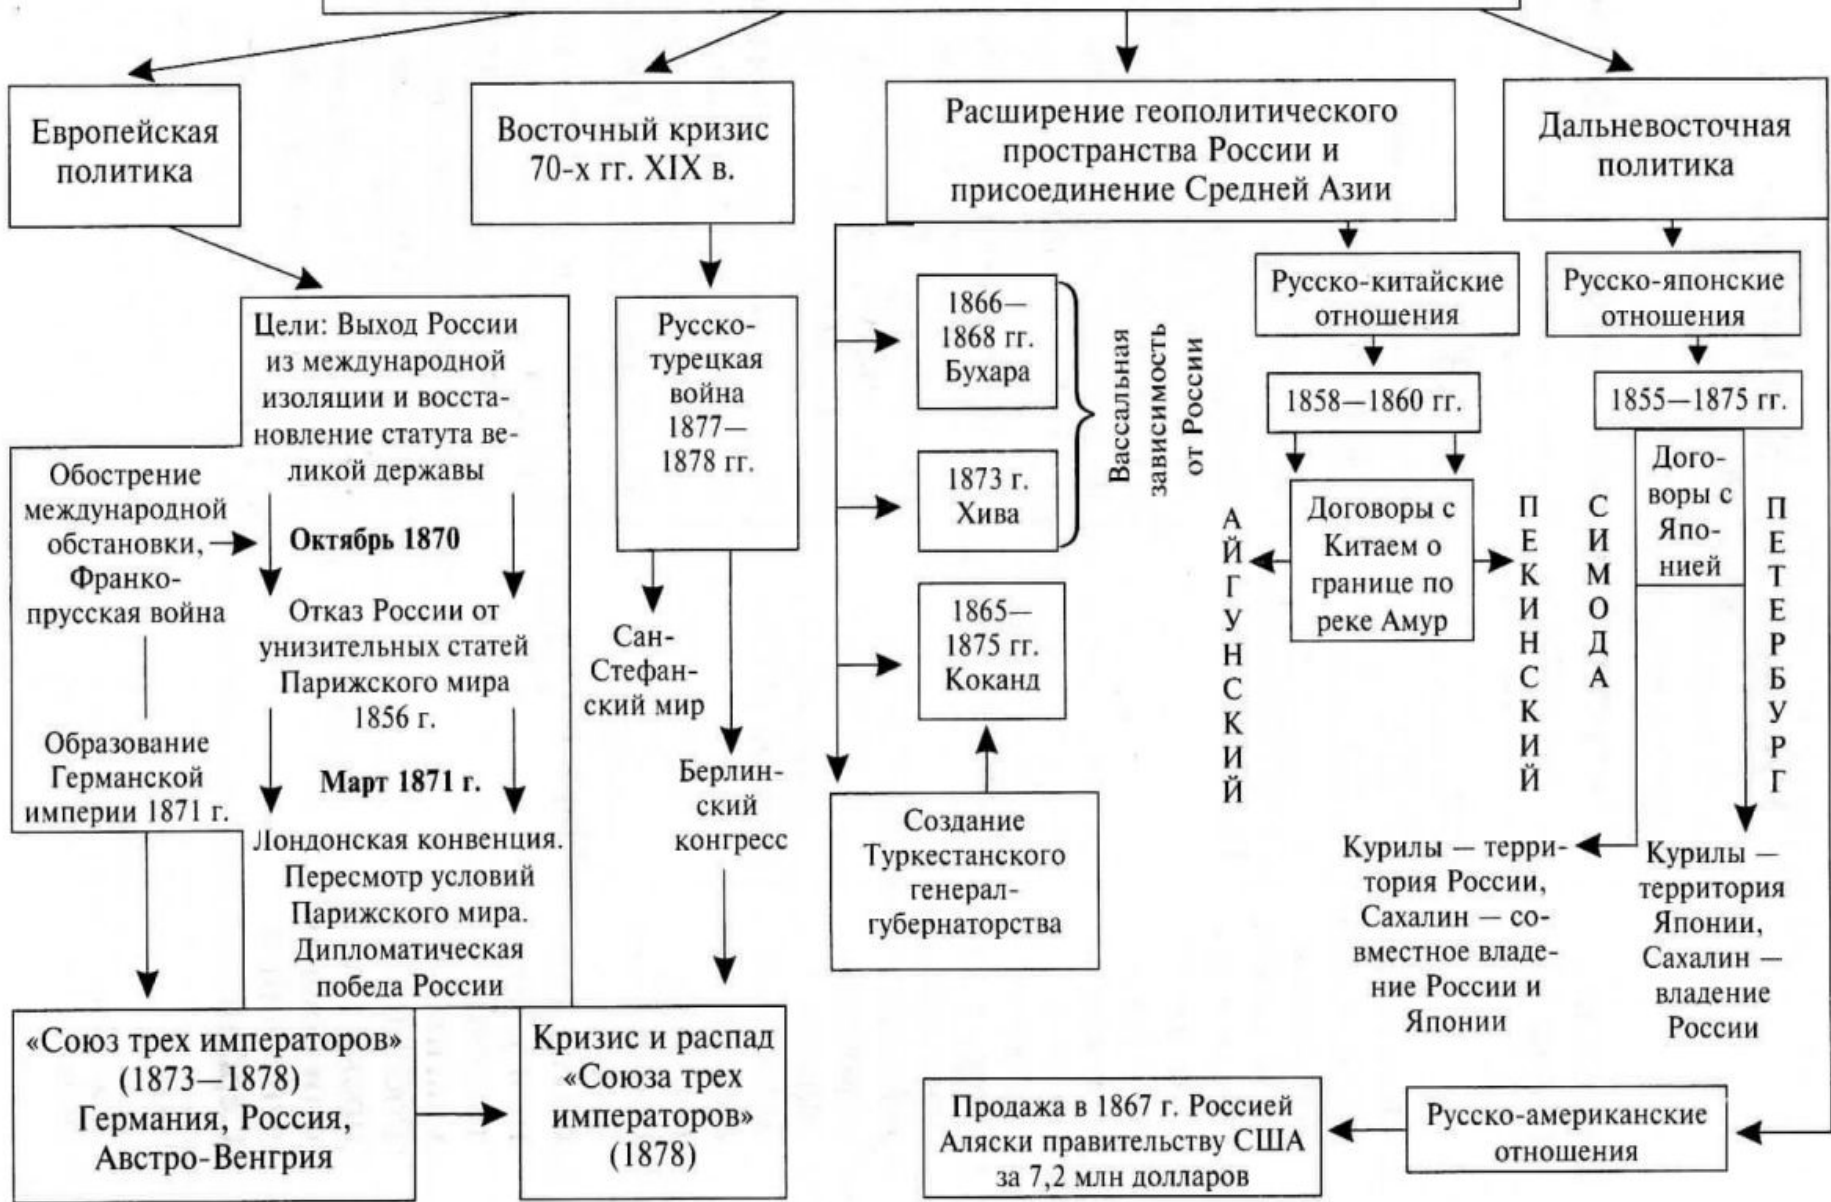 Европейская
политика
Восточный кризис
70-х гг. XIX в.
Расширение геополитического
пространства России и
присоединение Средней Азии
Дальневосточная
политика
Цели: Выход России
из международной
изоляции и восста-
новление статута ве-
ликой державы
Октябрь 1870
Отказ России от
унизительных статей
Парижского мира
1856 г.
Март 1871 г.
Лондонская конвенция.
Пересмотр условий
Парижского мира.
Дипломатическая
победа России
Обострение
международной
обстановки,
Франко-
прусская война
Образование
Германской
империи 1871 г.
«Союз трех императоров»
(1873—1878)
Германия, Россия,
Австро-Венгрия
Кризис и распад
«Союза трех
императоров»
(1878)
Русско-
турецкая
война
1877—
1878 гг.
Сан-
Стефан-
ский мир
Берлин-
ский
конгресс
1866—
1868 гг.
Бухара
1873 г.
Хива
Вассальная
зависимость
от России
1865—
1875 гг.
Коканд
Создание
Туркестанского
генерал-
губернаторства
Русско-китайские
отношения
1858—1860 гг.
Договоры с
Китаем о
границе по
реке Амур
АЙГУНСКИЙ
ПЕКИНСКИЙ
Русско-японские
отношения
1855—1875 гг.
Дого-
воры с
Япо-
нией
СИМОДА
ПЕТЕРБУРГ
Курилы — терри-
тория России,
Сахалин — со-
вместное владе-
ние России и
Японии
Курилы —
территория
Японии,
Сахалин —
владение
России
Русско-американские
отношения
Продажа в 1867 г. Россией
Аляски правительству США
за 7,2 млн долларов